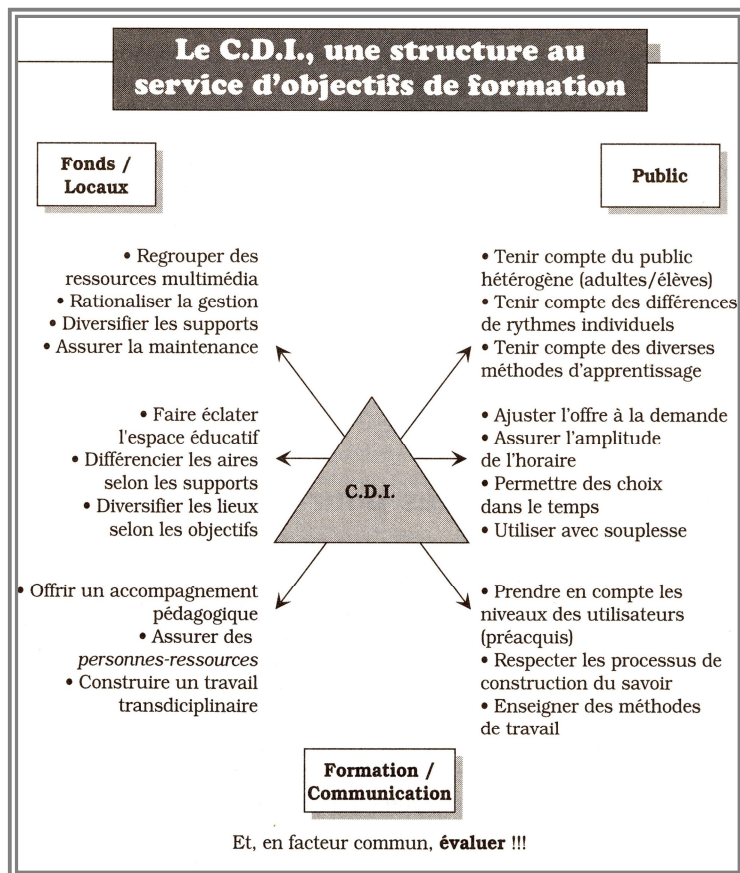 Le C.D.I., une structure au
service d'objectifs de formation
Fonds /
Locaux
Public
• Regrouper des
ressources multimédia
• Rationaliser la gestion
• Diversifier les supports
• Assurer la maintenance
• Tenir compte du public
hétérogène (adultes/élèves)
• Tenir compte des différences
de rythmes individuels
• Tenir compte des diverses
méthodes d'apprentissage
• Faire éclater
l'espace éducatif
• Différencier les aires
selon les supports
• Diversifier les lieux
selon les objectifs
C.D.I.
• Ajuster l'offre à la demande
• Assurer l'amplitude
de l'horaire
• Permettre des choix
dans le temps
• Utiliser avec souplesse
• Offrir un accompagnement
pédagogique
• Assurer des
personnes-ressources
• Construire un travail
transdiciplinaire
• Prendre en compte les
niveaux des utilisateurs
(préacquis)
• Respecter les processus de
construction du savoir
• Enseigner des méthodes
de travail
Formation /
Communication
Et, en facteur commun, évaluer !!!